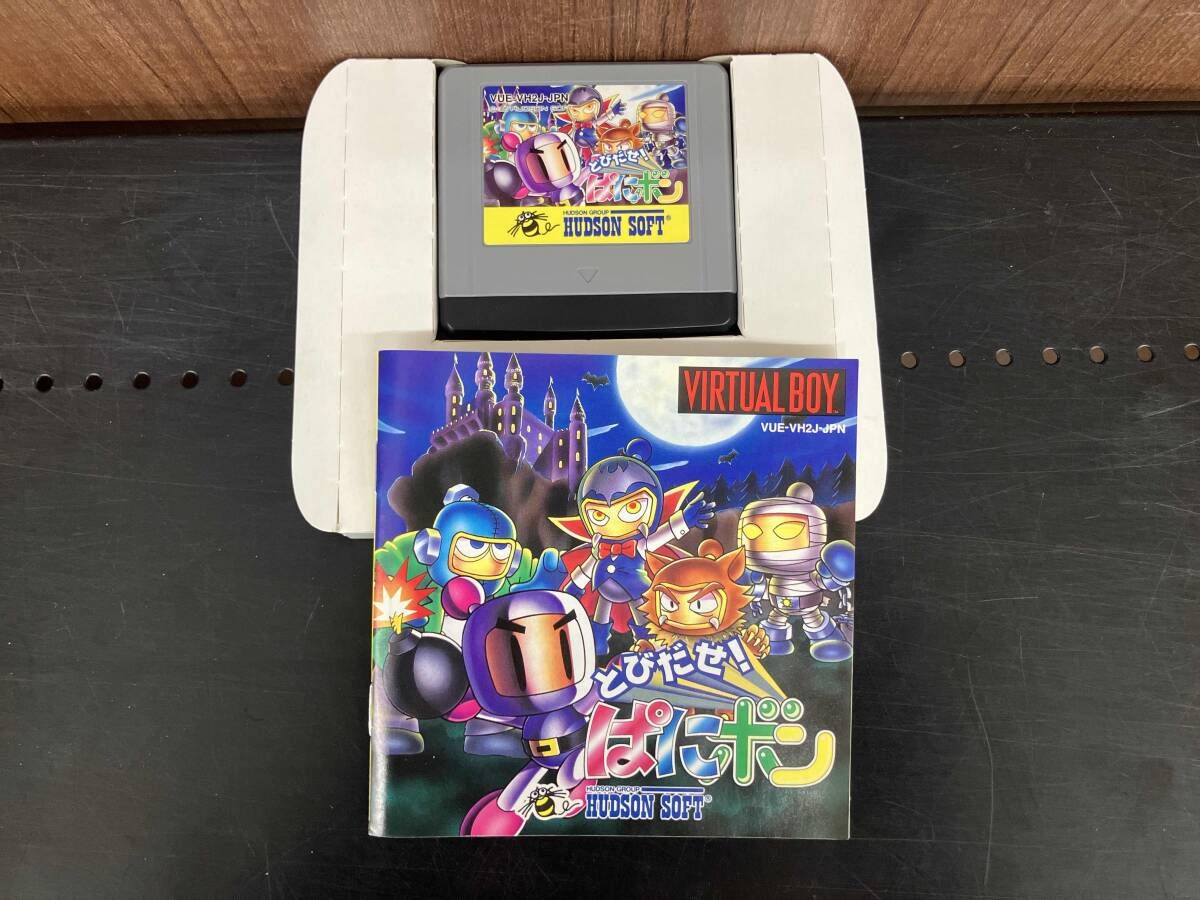 VUE-VH2J-JPN
とびだせ!
ぱにボン
HUDSON GROUP
HUDSON SOFT®
VIRTUAL BOY™
VUE-VH2J-JPN
とびだせ!
ぱにボン
HUDSON GROUP
HUDSON SOFT®